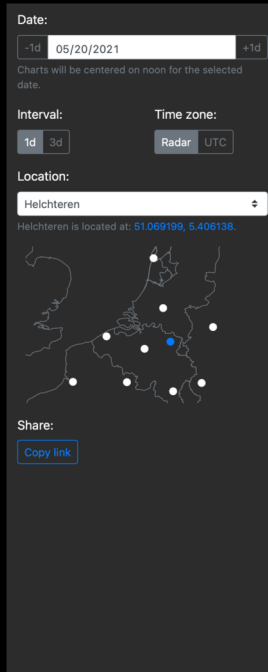 Date:
-1d 05/20/2021 +1d
Charts will be centered on noon for the selected
date.
Interval: Time zone:
1d 3d Radar UTC
Location:
Helchteren
Helchteren is located at: 51.069199, 5.406138.
Share:
Copy link